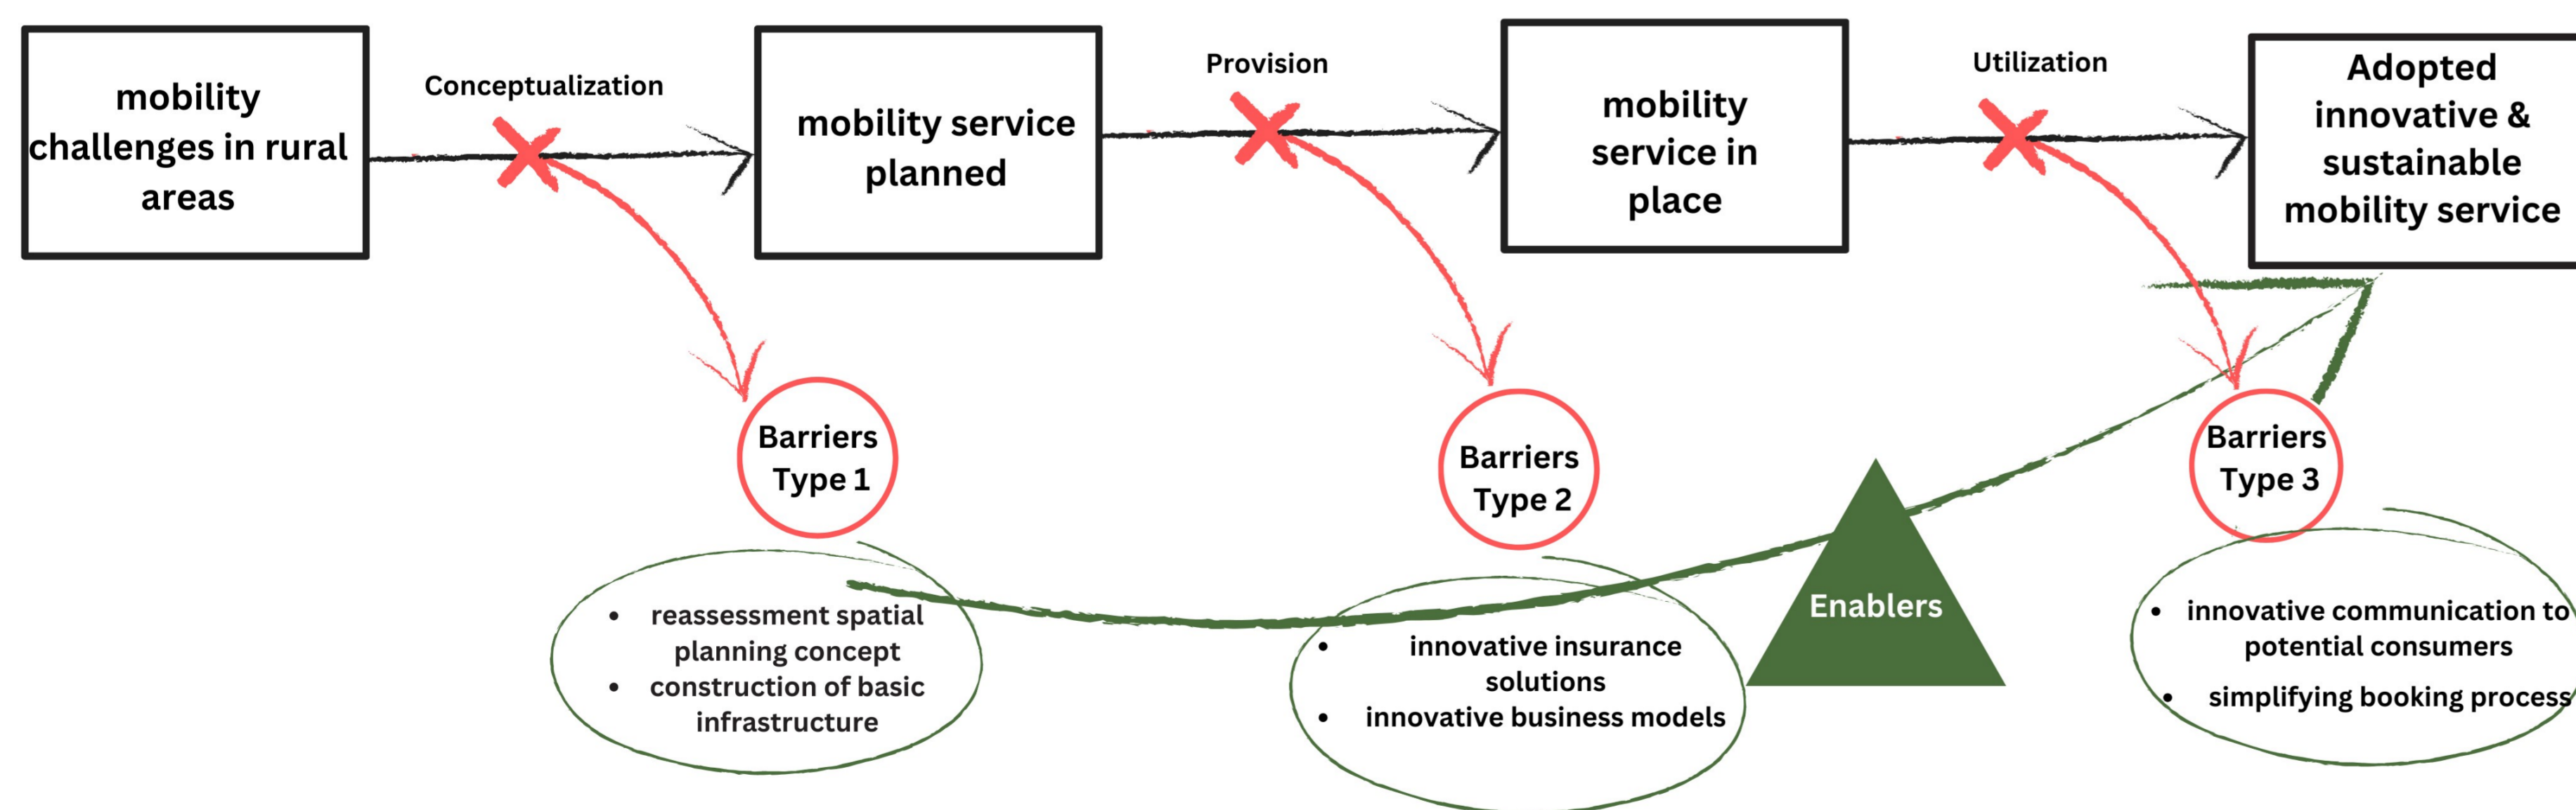 mobility
challenges in rural
areas
Conceptualization
mobility service
planned
Provision
mobility
service in
place
Utilization
Adopted
innovative &
sustainable
mobility service
Barriers
Type 1
Barriers
Type 2
Barriers
Type 3
Enablers
• reassessment spatial
planning concept
• construction of basic
infrastructure
• innovative insurance
solutions
• innovative business models
• innovative communication to
potential consumers
• simplifying booking process